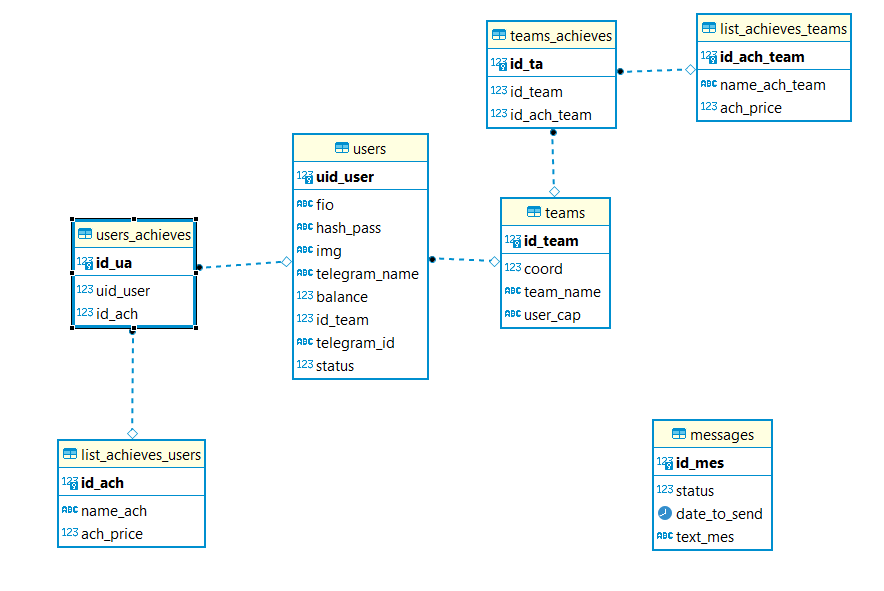 teams_achieves
123 id_ta
123 id_team
123 id_ach_team
list_achieves_teams
123 id_ach_team
ABC name_ach_team
123 ach_price
users
123 uid_user
ABC fio
ABC hash_pass
ABC img
ABC telegram_name
123 balance
123 id_team
ABC telegram_id
123 status
teams
123 id_team
123 coord
ABC team_name
ABC user_cap
users_achieves
123 id_ua
123 uid_user
123 id_ach
list_achieves_users
123 id_ach
ABC name_ach
123 ach_price
messages
123 id_mes
123 status
date_to_send
ABC text_mes